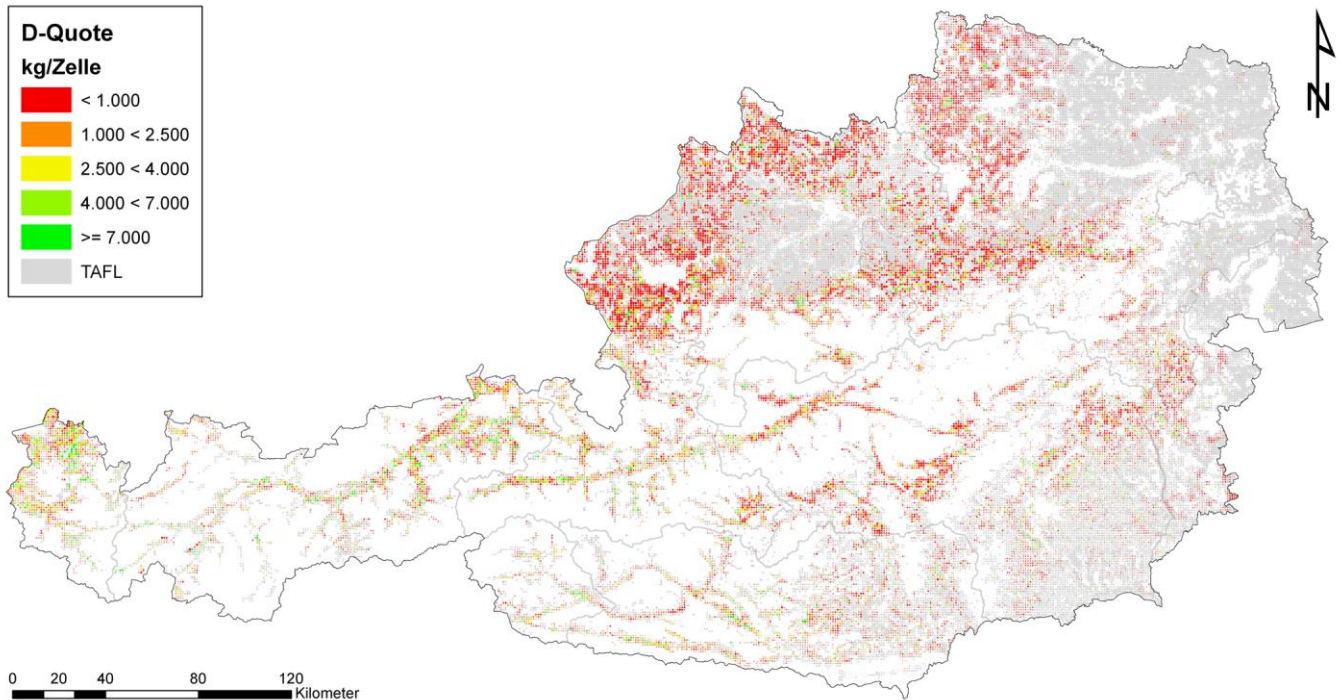 D-Quote
kg/Zelle
< 1.000
1.000 < 2.500
2.500 < 4.000
4.000 < 7.000
>= 7.000
TAFL
N
0 20 40 80 120
Kilometer